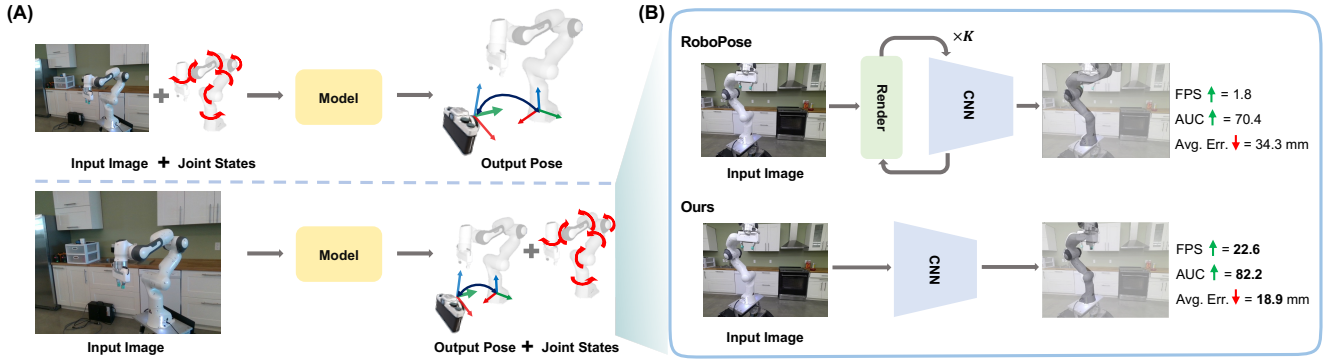 (A)
Input Image + Joint States
Model
Output Pose
Input Image
Model
Output Pose + Joint States
(B)
RoboPose
Input Image
Render
×K
CNN
FPS ↑ = 1.8
AUC ↑ = 70.4
Avg. Err. ↓ = 34.3 mm
Ours
Input Image
CNN
FPS ↑ = 22.6
AUC ↑ = 82.2
Avg. Err. ↓ = 18.9 mm